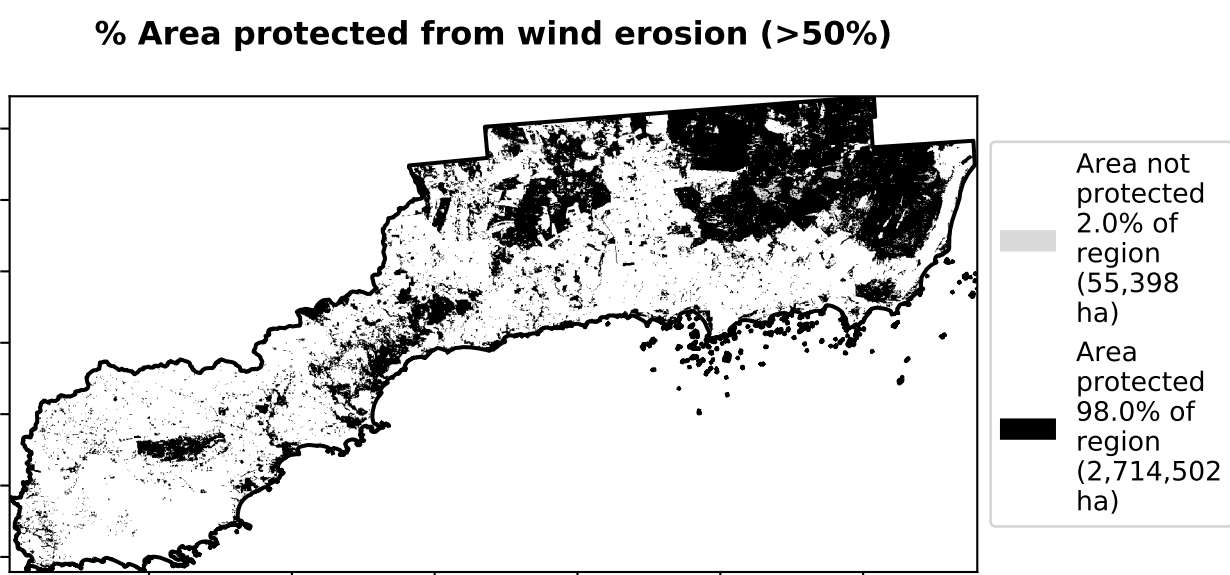 % Area protected from wind erosion (>50%)
Area not
protected
2.0% of
region
(55,398
ha)
Area
protected
98.0% of
region
(2,714,502
ha)